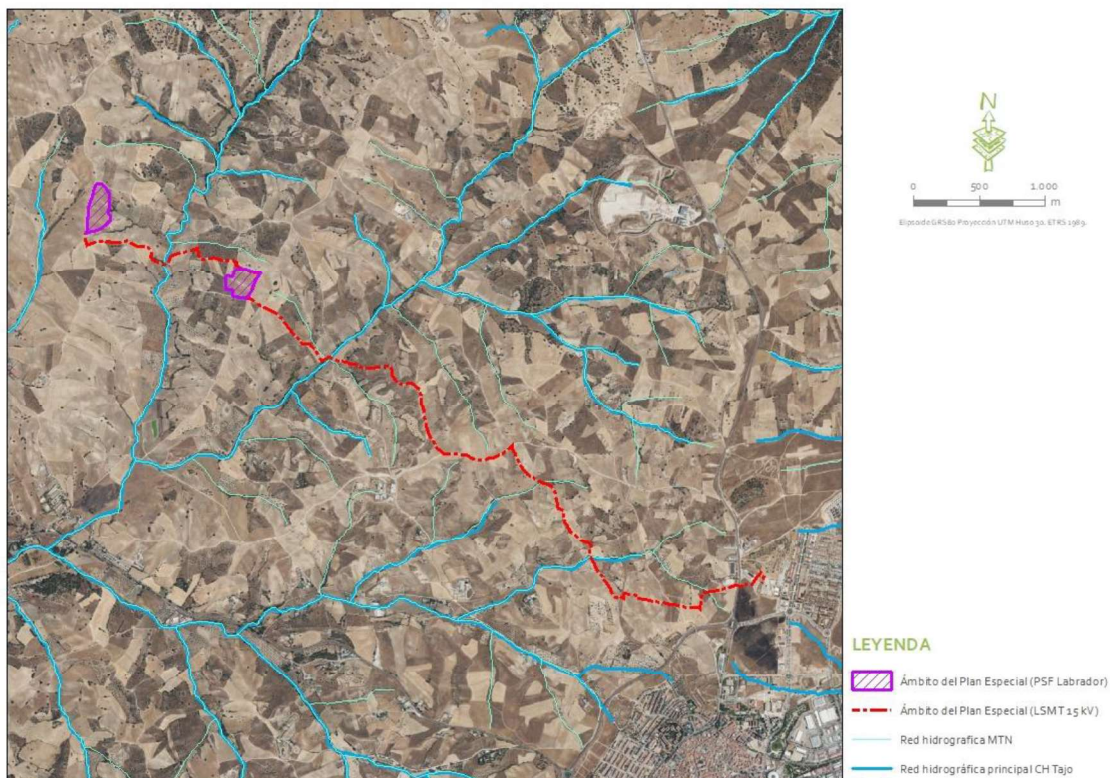 N
0 500 1.000
m
Elipsoide GRS80 Proyección UTM Huso 30. ETRS 1989.
LEYENDA
Ámbito del Plan Especial (PSF Labrador)
Ámbito del Plan Especial (LSMT 15 kV)
Red hidrografica MTN
Red hidrográfica principal CH Tajo